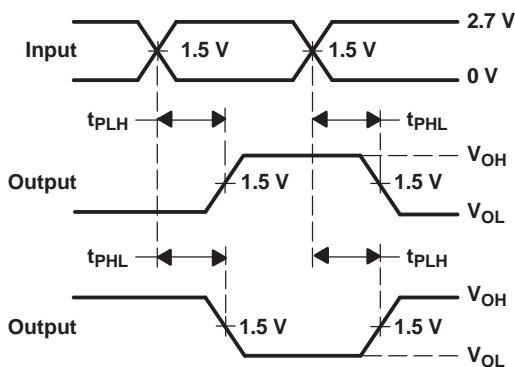 2.7 V
Input 1.5 V 1.5 V
0 V
tPLH tPHL
VOH
Output 1.5 V 1.5 V
VOL
tPHL tPLH
VOH
Output 1.5 V 1.5 V
VOL